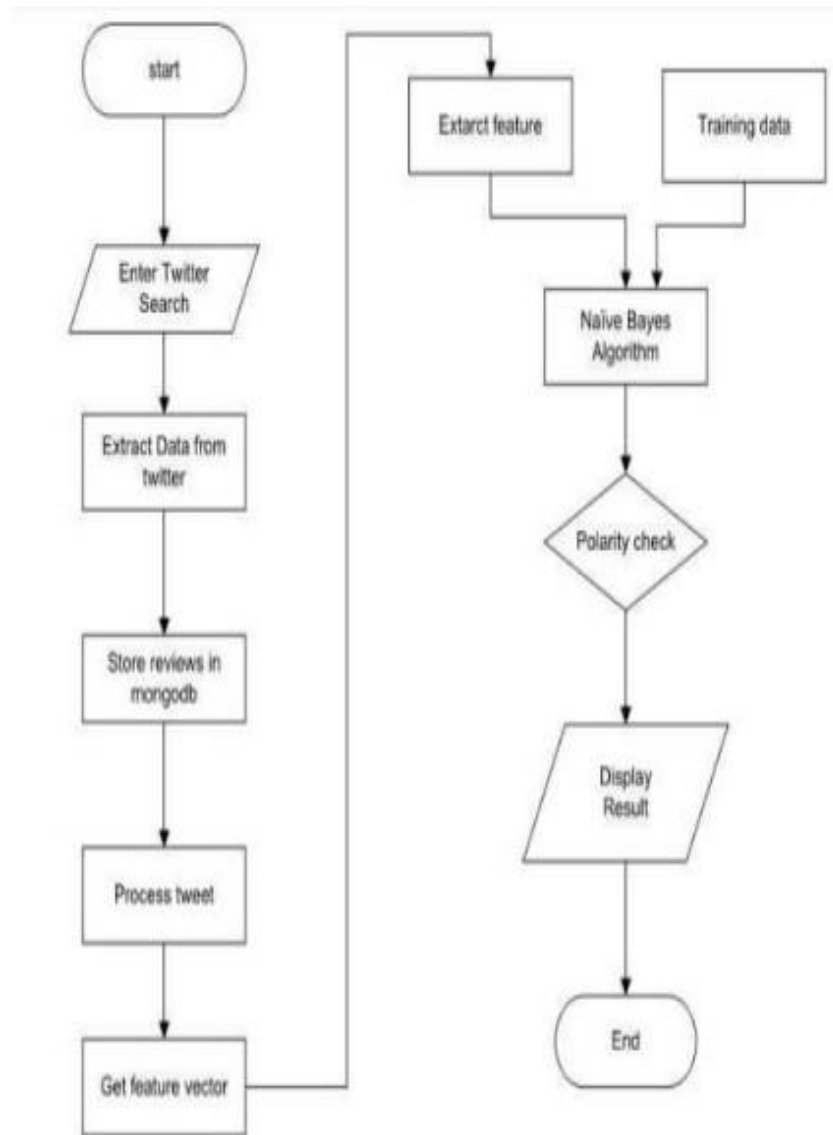 start
Enter Twitter
Search
Extract Data from
twitter
Store reviews in
mongodb
Process tweet
Get feature vector
Extarct feature
Training data
Naïve Bayes
Algorithm
Polarity check
Display
Result
End